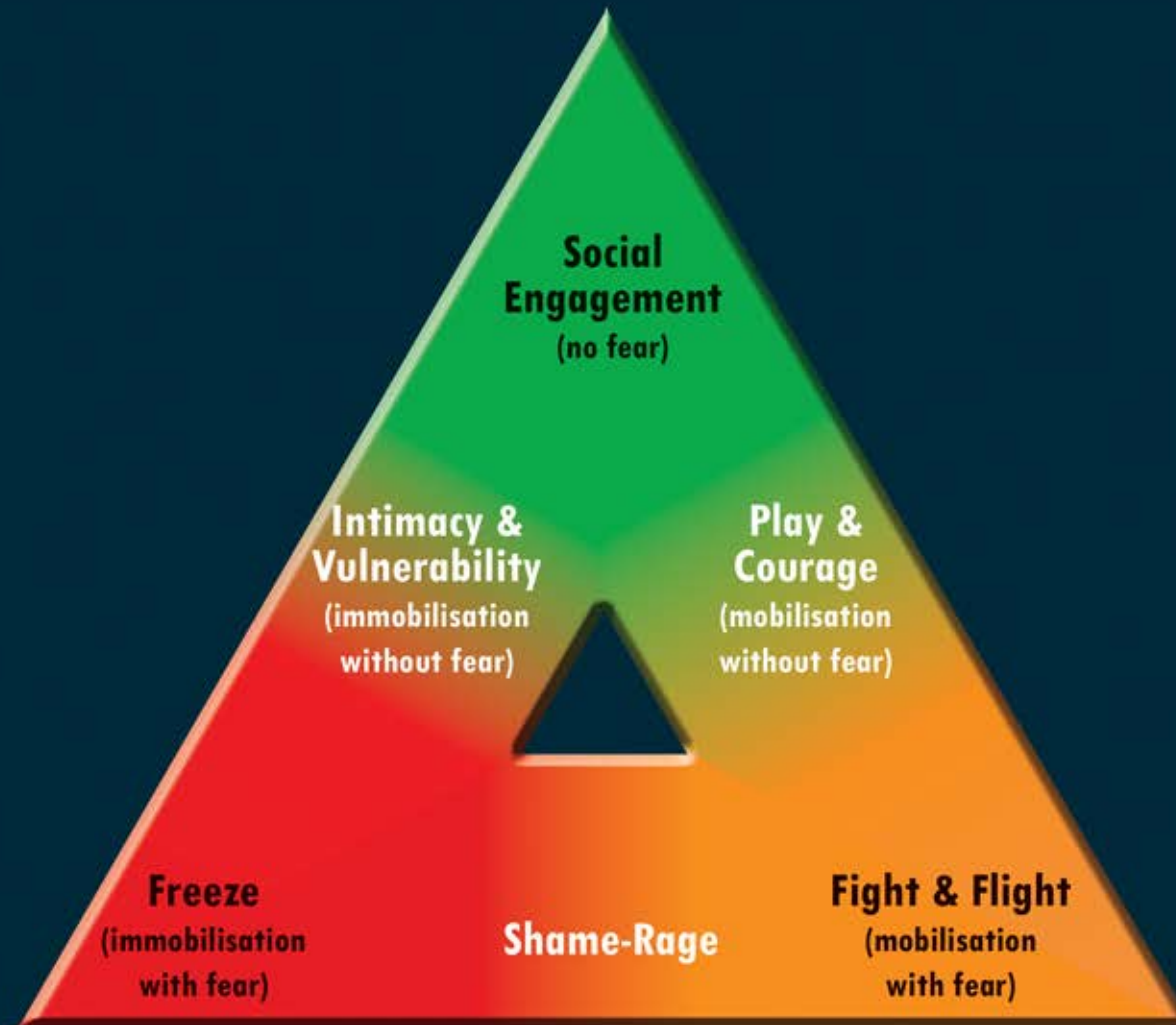 Social
Engagement
(no fear)
Intimacy &
Vulnerability
(immobilisation
without fear)
Play &
Courage
(mobilisation
without fear)
Freeze
(immobilisation
with fear)
Shame-Rage
Fight & Flight
(mobilisation
with fear)